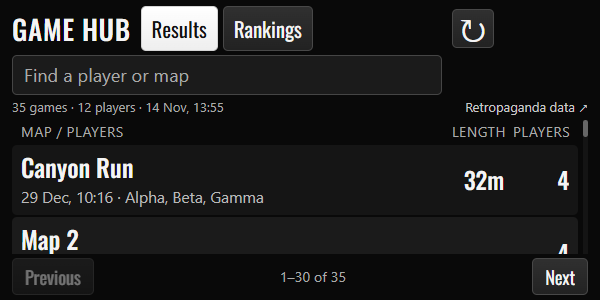 GAME HUB Results Rankings ↻
Find a player or map
35 games · 12 players · 14 Nov, 13:55 Retropaganda data ↗
MAP / PLAYERS LENGTH PLAYERS
Canyon Run 32m 4
29 Dec, 10:16 · Alpha, Beta, Gamma
Map 2 4
Previous 1–30 of 35 Next